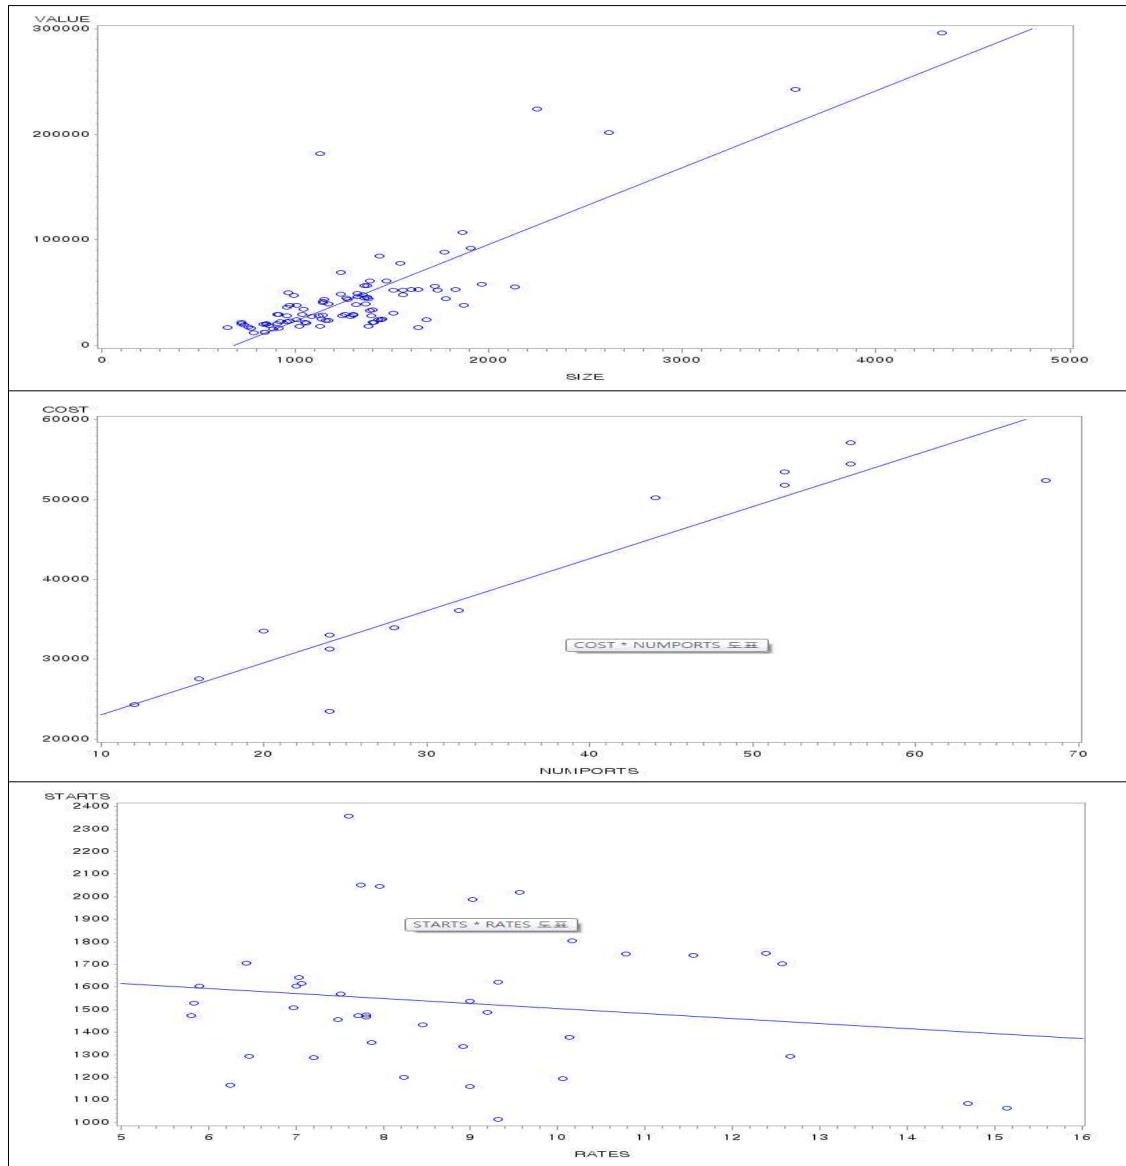 VALUE
300000
200000
100000
0
0 1000 2000 3000 4000 5000
SIZE
COST
60000
50000
40000
30000
20000
COST * NUMPORTS 도표
10 20 30 40 50 60 70
NUMPORTS
STARTS
2400
2300
2200
2100
2000
1900
1800
1700
1600
1500
1400
1300
1200
1100
1000
STARTS * RATES 도표
5 6 7 8 9 10 11 12 13 14 15 16
RATES